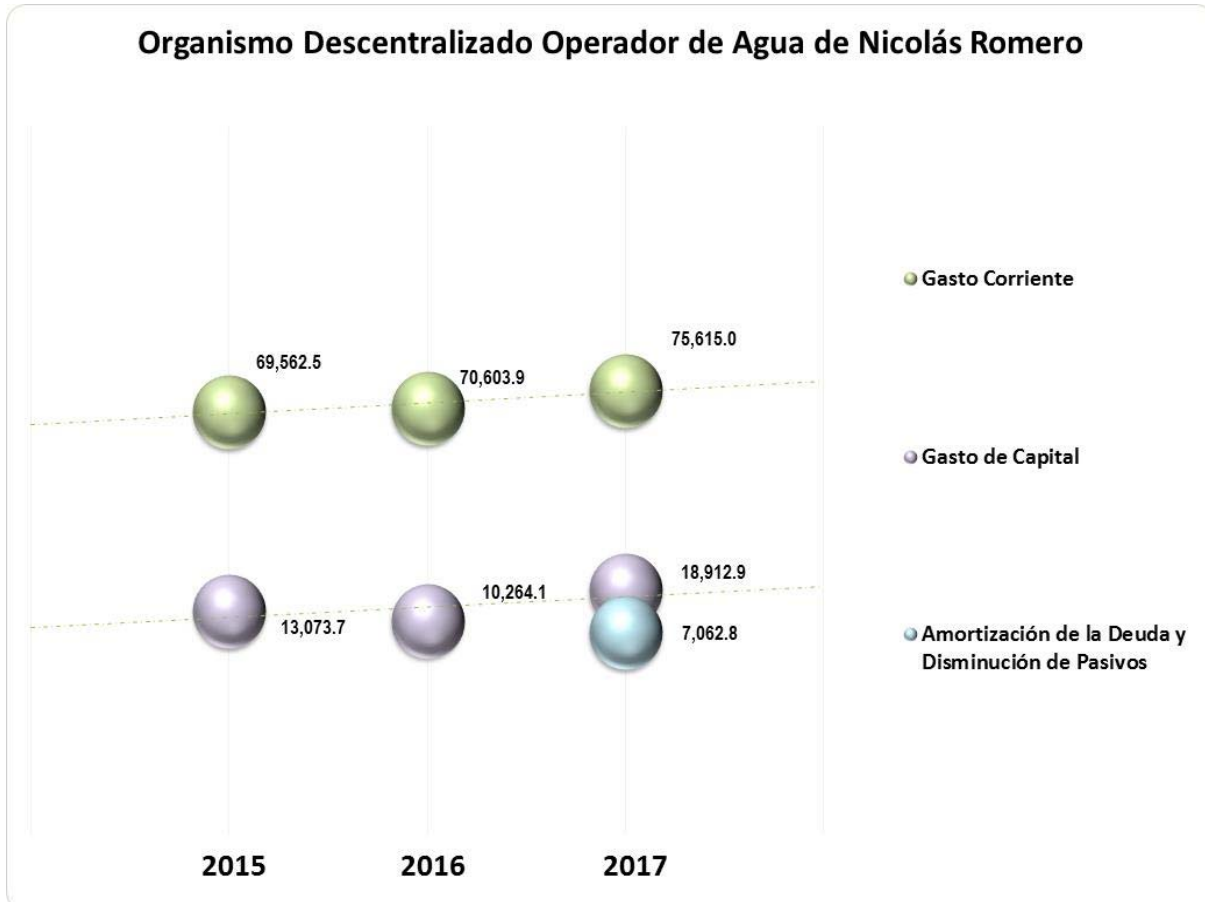 Organismo Descentralizado Operador de Agua de Nicolás Romero
Gasto Corriente
75,615.0
69,562.5
70,603.9
Gasto de Capital
18,912.9
10,264.1
13,073.7
7,062.8
Amortización de la Deuda y
Disminución de Pasivos
2015
2016
2017